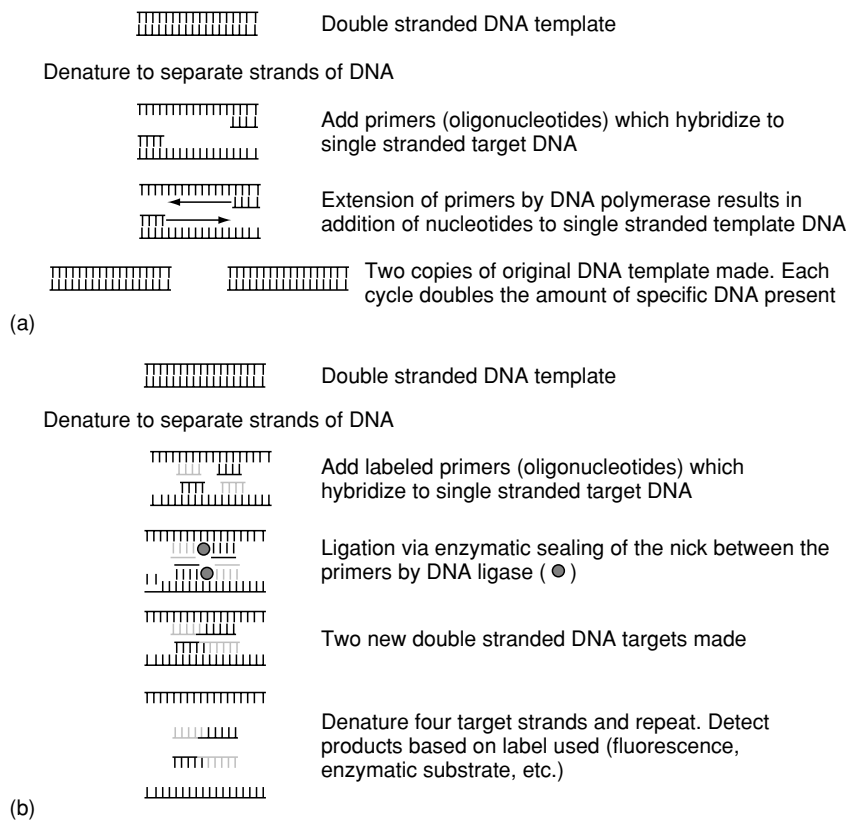 Double stranded DNA template
Denature to separate strands of DNA
Add primers (oligonucleotides) which hybridize to
single stranded target DNA
Extension of primers by DNA polymerase results in
addition of nucleotides to single stranded template DNA
Two copies of original DNA template made. Each
cycle doubles the amount of specific DNA present
(a)
Double stranded DNA template
Denature to separate strands of DNA
Add labeled primers (oligonucleotides) which
hybridize to single stranded target DNA
Ligation via enzymatic sealing of the nick between the
primers by DNA ligase ( )
Two new double stranded DNA targets made
Denature four target strands and repeat. Detect
products based on label used (fluorescence,
enzymatic substrate, etc.)
(b)